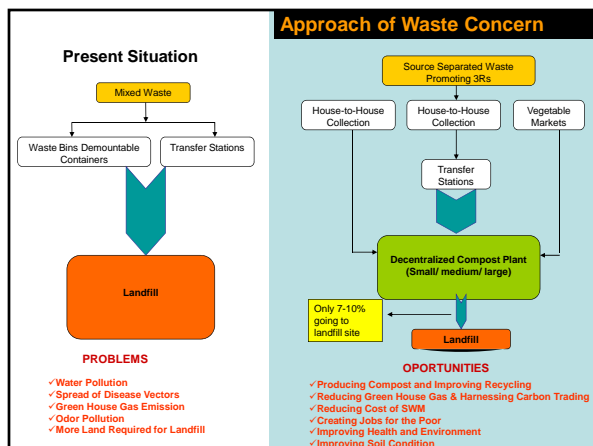 Present Situation
Mixed Waste
Waste Bins Demountable
Containers
Transfer Stations
Landfill
PROBLEMS
✓Water Pollution
✓Spread of Disease Vectors
✓Green House Gas Emission
✓Odor Pollution
✓More Land Required for Landfill
Approach of Waste Concern
Source Separated Waste
Promoting 3Rs
House-to-House
Collection
House-to-House
Collection
Vegetable
Markets
Transfer
Stations
Decentralized Compost Plant
(Small/ medium/ large)
Only 7-10%
going to
landfill site
Landfill
OPORTUNITIES
✓Producing Compost and Improving Recycling
✓Reducing Green House Gas & Harnessing Carbon Trading
✓Reducing Cost of SWM
✓Creating Jobs for the Poor
✓Improving Health and Environment
✓Improving Soil Condition